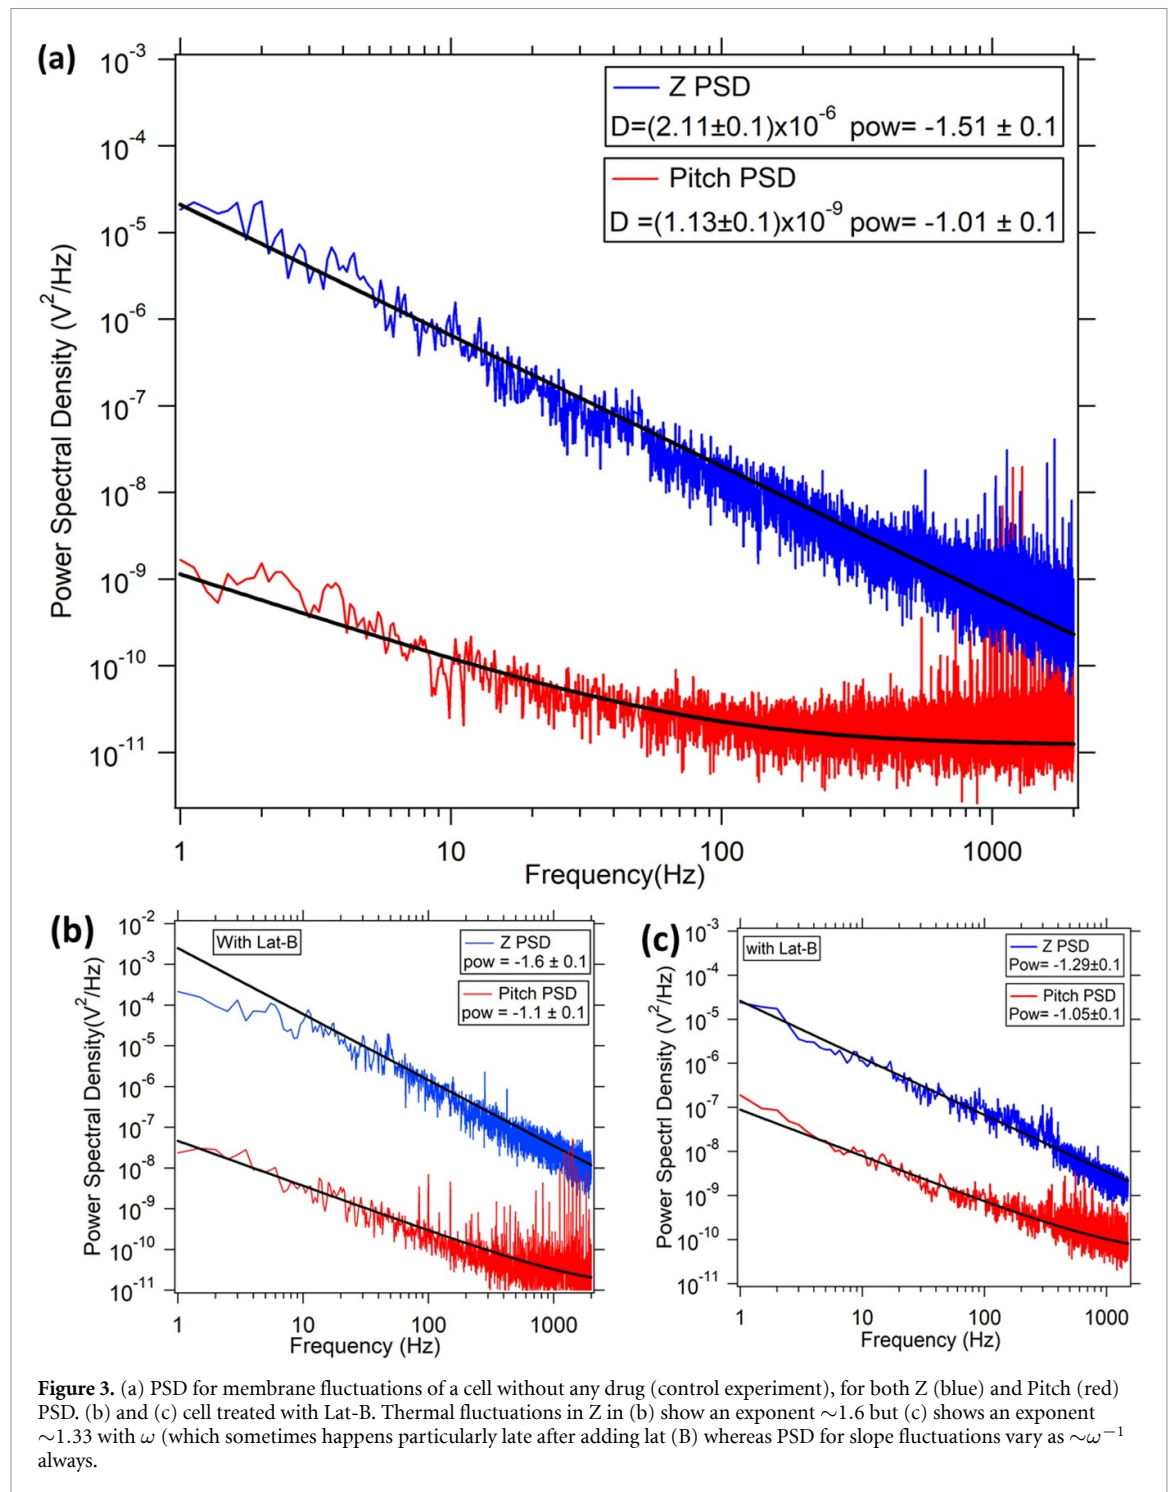 (a)
10-3
10-4
10-5
10-6
10-7
10-8
10-9
10-10
10-11
Power Spectral Density (V2/Hz)
Z PSD
D=(2.11±0.1)x10-6 pow= -1.51 ± 0.1
Pitch PSD
D =(1.13±0.1)x10-9 pow= -1.01 ± 0.1
1 10 100 1000
Frequency(Hz)
(b)
10-2
10-3
10-4
10-5
10-6
10-7
10-8
10-9
10-10
10-11
Power Spectral Density(V2/Hz)
With Lat-B
Z PSD
pow = -1.6 ± 0.1
Pitch PSD
pow = -1.1 ± 0.1
1 10 100 1000
Frequency (Hz)
(c)
10-3
10-4
10-5
10-6
10-7
10-8
10-9
10-10
10-11
Power Spectrl Density (V2/Hz)
with Lat-B
Z PSD
Pow= -1.29±0.1
Pitch PSD
Pow= -1.05±0.1
1 10 100 1000
Frequency (Hz)
Figure 3. (a) PSD for membrane fluctuations of a cell without any drug (control experiment), for both Z (blue) and Pitch (red)
PSD. (b) and (c) cell treated with Lat-B. Thermal fluctuations in Z in (b) show an exponent ∼1.6 but (c) shows an exponent
∼1.33 with ω (which sometimes happens particularly late after adding lat (B) whereas PSD for slope fluctuations vary as ∼ω−1
always.